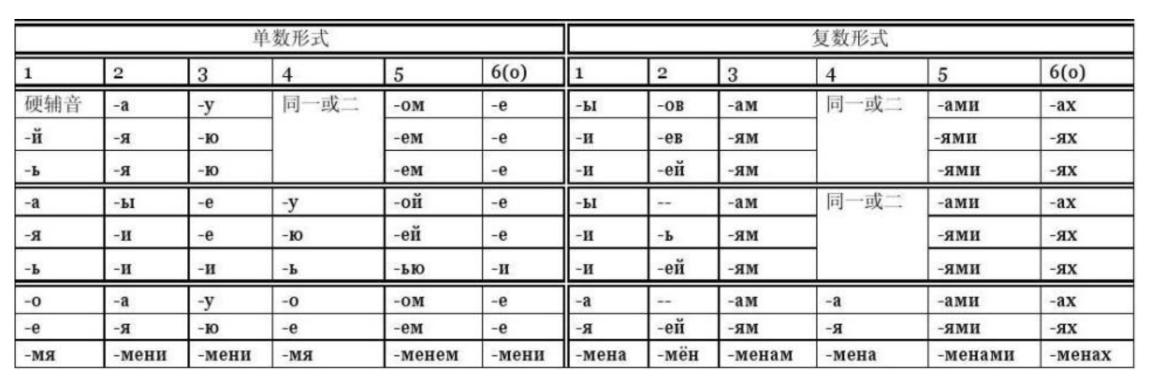 单数形式 复数形式
1 2 3 4 5 6(о) 1 2 3 4 5 6(о)
硬辅音 -а -у 同一或二 -ом -е -ы -ов -ам 同一或二 -ами -ах
-й -я -ю -ем -е -и -ев -ям -ями -ях
-ь -я -ю -ем -е -и -ей -ям -ями -ях
-а -ы -е -у -ой -е -ы -- -ам 同一或二 -ами -ах
-я -и -е -ю -ей -е -и -ь -ям -ями -ях
-ь -и -и -ь -ью -и -и -ей -ям -ями -ях
-о -а -у -о -ом -е -а -- -ам -а -ами -ах
-е -я -ю -е -ем -е -я -ей -ям -я -ями -ях
-мя -мени -мени -мя -менем -мени -мена -мён -менам -мена -менами -менах